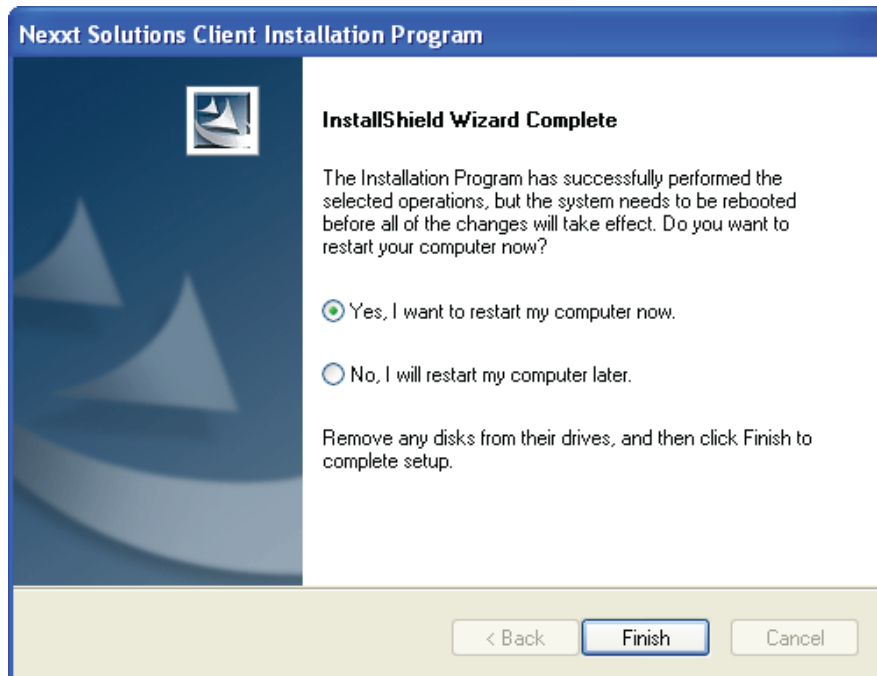 Nexxt Solutions Client Installation Program
InstallShield Wizard Complete
The Installation Program has successfully performed the
selected operations, but the system needs to be rebooted
before all of the changes will take effect. Do you want to
restart your computer now?
Yes, I want to restart my computer now.
No, I will restart my computer later.
Remove any disks from their drives, and then click Finish to
complete setup.
< Back Finish Cancel